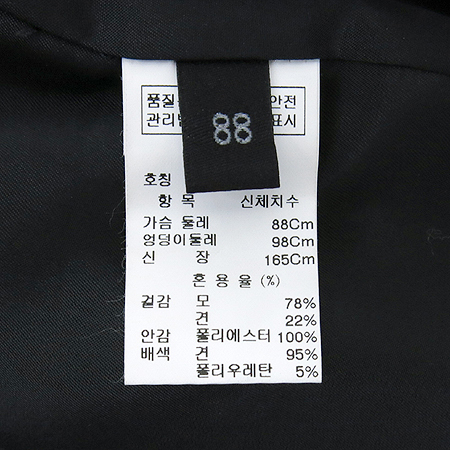 품질 안전
관리 표시
88
호칭
항 목 신체치수
가슴 둘레 88Cm
엉덩이둘레 98Cm
신 장 165Cm
혼 용 율 (%)
겉감 모 78%
견 22%
안감 폴리에스터 100%
배색 견 95%
폴리우레탄 5%